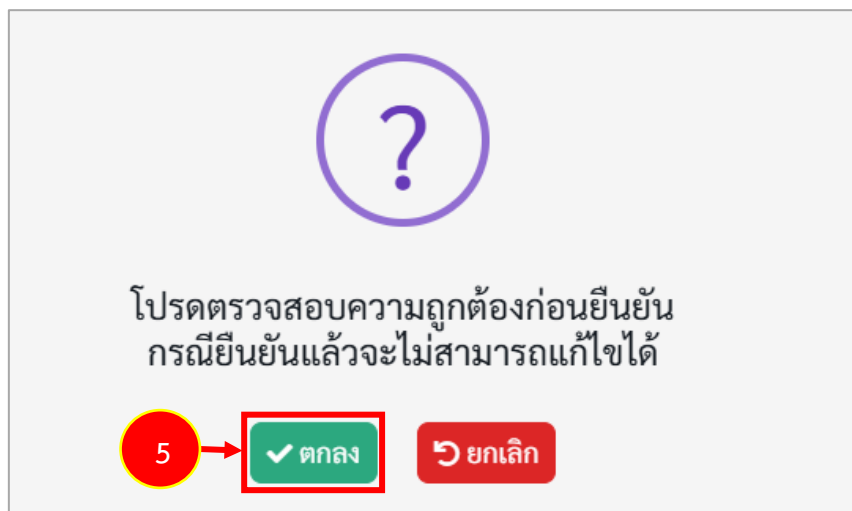 ?
โปรดตรวจสอบความถูกต้องก่อนยืนยัน
กรณียืนยันแล้วจะไม่สามารถแก้ไขได้
5 ตกลง ยกเลิก